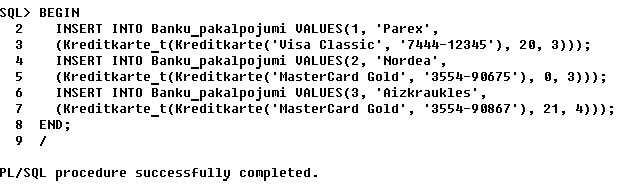 SQL> BEGIN
  2    INSERT INTO Banku_pakalpojumi VALUES(1, 'Parex',
  3    (Kreditkarte_t(Kreditkarte('Visa Classic', '7444-12345'), 20, 3)));
  4    INSERT INTO Banku_pakalpojumi VALUES(2, 'Nordea',
  5    (Kreditkarte_t(Kreditkarte('MasterCard Gold', '3554-90675'), 0, 3)));
  6    INSERT INTO Banku_pakalpojumi VALUES(3, 'Aizkraukles',
  7    (Kreditkarte_t(Kreditkarte('MasterCard Gold', '3554-90867'), 21, 4)));
  8  END;
  9  /
PL/SQL procedure successfully completed.